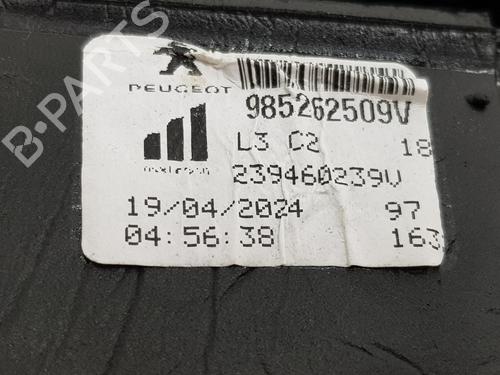 PEUGEOT
985262509V
L3 C2 18
239460239V
19/04/2024 97
04:56:38 163
B-PARTS